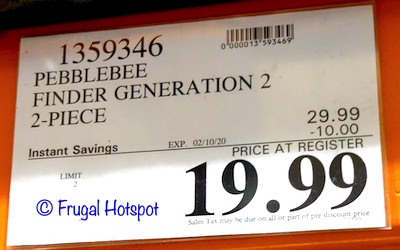 1359346
0000013593469
PEBBLEBEE
FINDER GENERATION 2
2-PIECE
29.99
-10.00
Instant Savings EXP. 02/10/20
PRICE AT REGISTER
LIMIT
2
19.99
Sales Tax may be due on all or part of pre discount price
© Frugal Hotspot